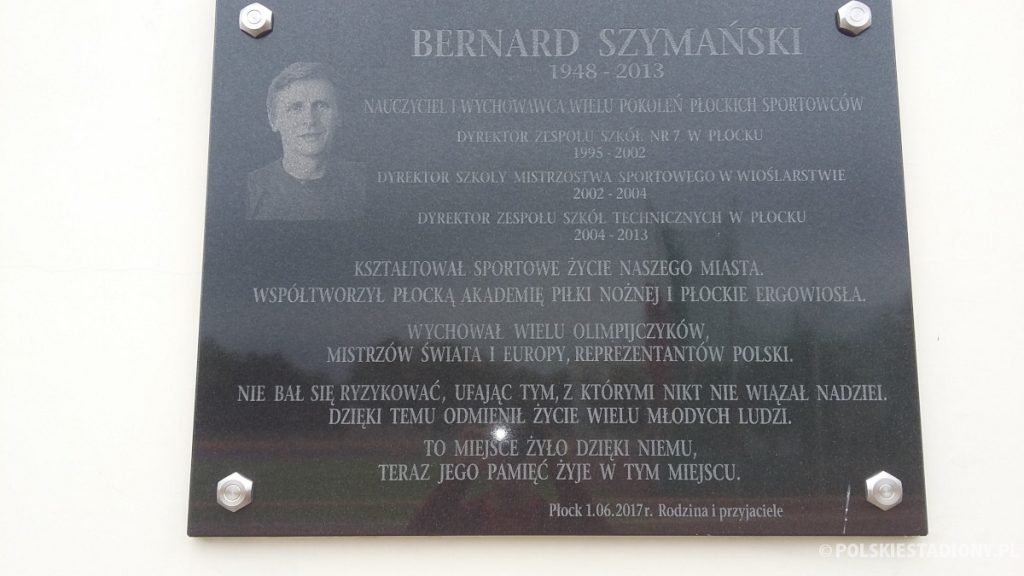 BERNARD SZYMAŃSKI
1948 - 2013
NAUCZYCIEL I WYCHOWAWCA WIELU POKOLEŃ PŁOCKICH SPORTOWCÓW
DYREKTOR ZESPOŁU SZKÓŁ NR 7 W PŁOCKU
1995 - 2002
DYREKTOR SZKOŁY MISTRZOSTWA SPORTOWEGO W WIOŚLARSTWIE
2002 - 2004
DYREKTOR ZESPOŁU SZKÓŁ TECHNICZNYCH W PŁOCKU
2004 - 2013
KSZTAŁTOWAŁ SPORTOWE ŻYCIE NASZEGO MIASTA.
WSPÓŁTWORZYŁ PŁOCKĄ AKADEMIĘ PIŁKI NOŻNEJ I PŁOCKIE ERGOWIOSŁA.
WYCHOWAŁ WIELU OLIMPIJCZYKÓW,
MISTRZÓW ŚWIATA I EUROPY, REPREZENTANTÓW POLSKI.
NIE BAŁ SIĘ RYZYKOWAĆ, UFAJĄC TYM, Z KTÓRYMI NIKT NIE WIĄZAŁ NADZIEI.
DZIĘKI TEMU ODMIENIŁ ŻYCIE WIELU MŁODYCH LUDZI.
TO MIEJSCE ŻYŁO DZIĘKI NIEMU,
TERAZ JEGO PAMIĘĆ ŻYJE W TYM MIEJSCU.
Płock 1.06.2017 r. Rodzina i przyjaciele
© POLSKIESTADIONY.PL